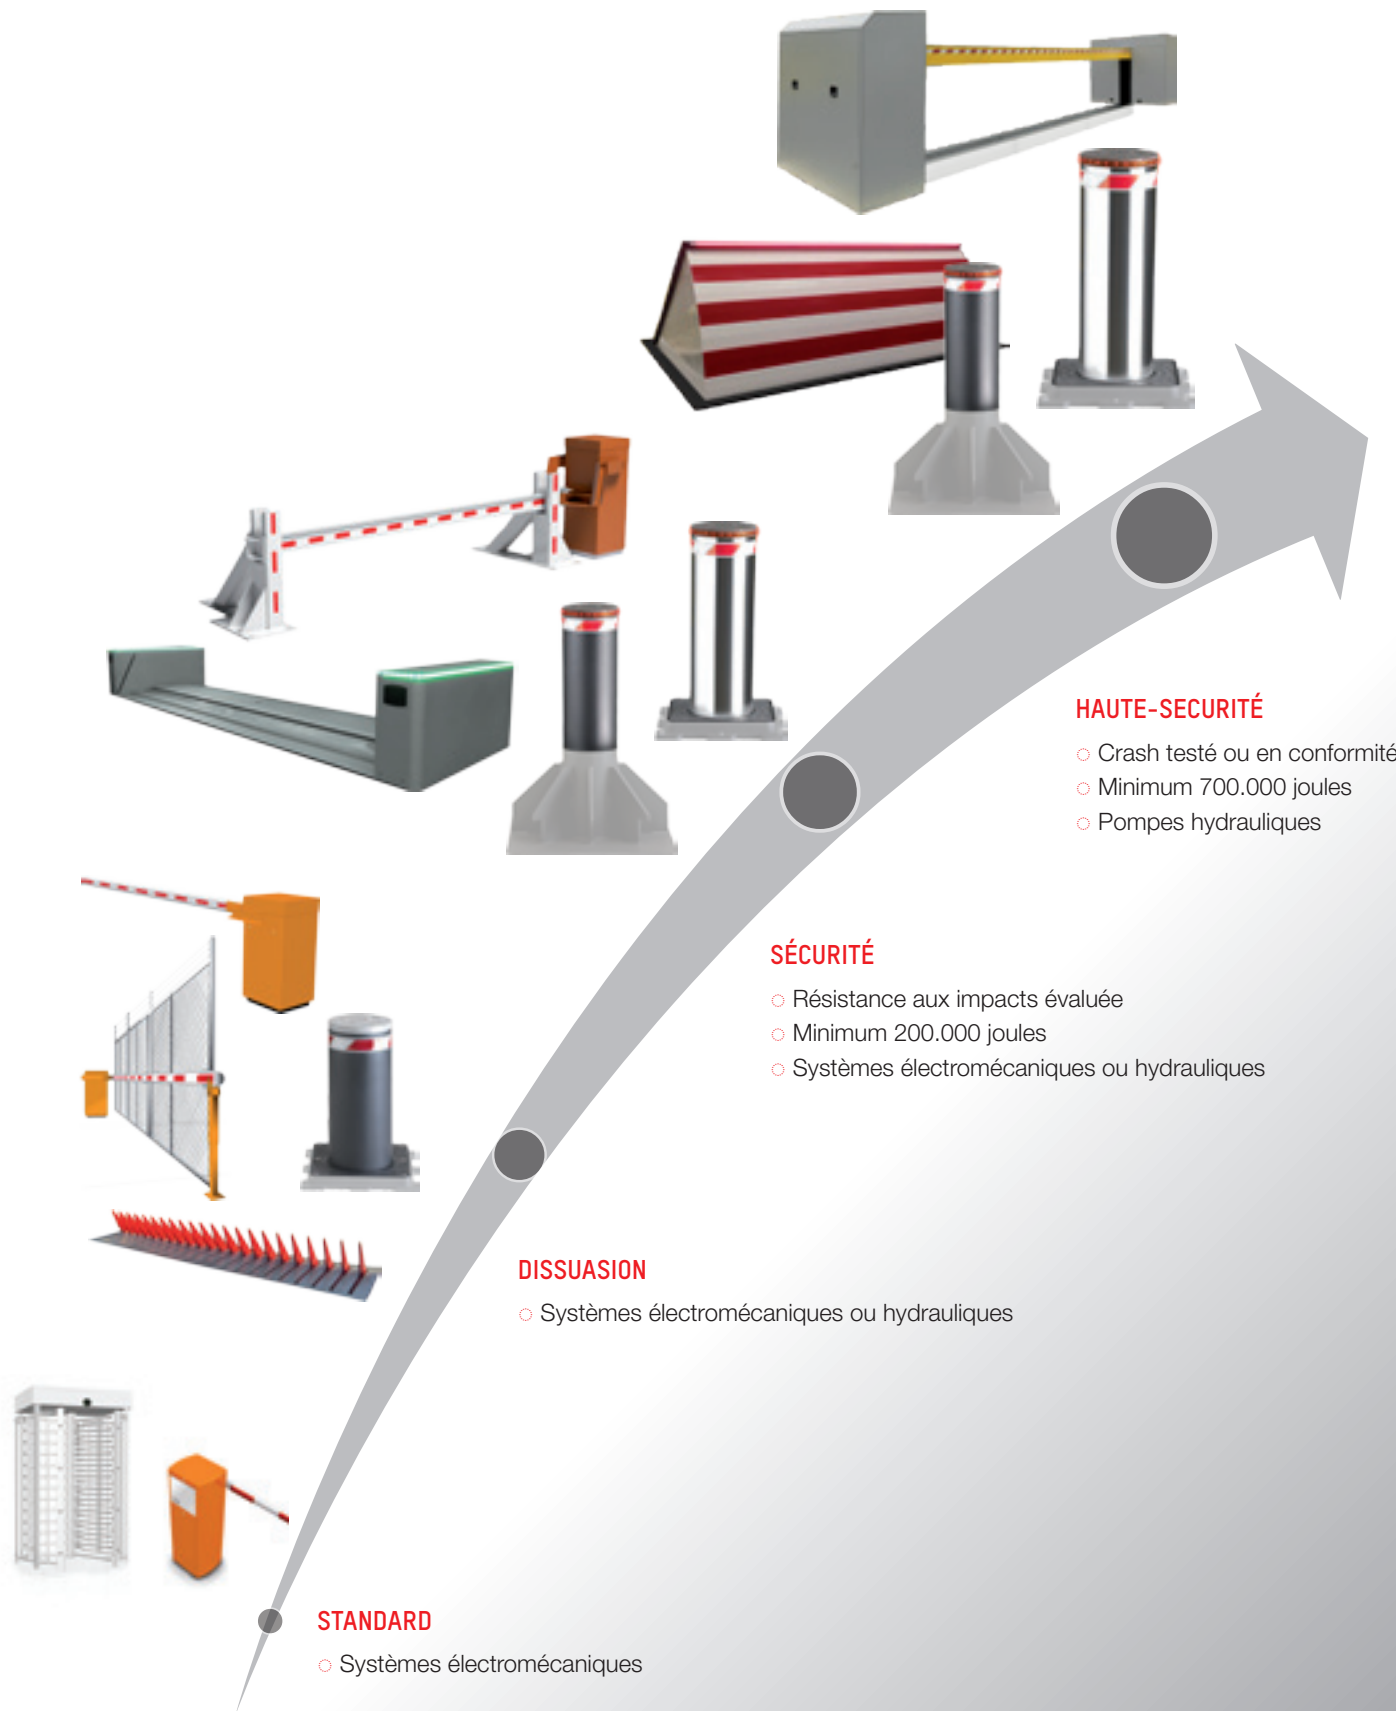 HAUTE-SECURITÉ
Crash testé ou en conformité
Minimum 700.000 joules
Pompes hydrauliques
SÉCURITÉ
Résistance aux impacts évaluée
Minimum 200.000 joules
Systèmes électromécaniques ou hydrauliques
DISSUASION
Systèmes électromécaniques ou hydrauliques
STANDARD
Systèmes électromécaniques